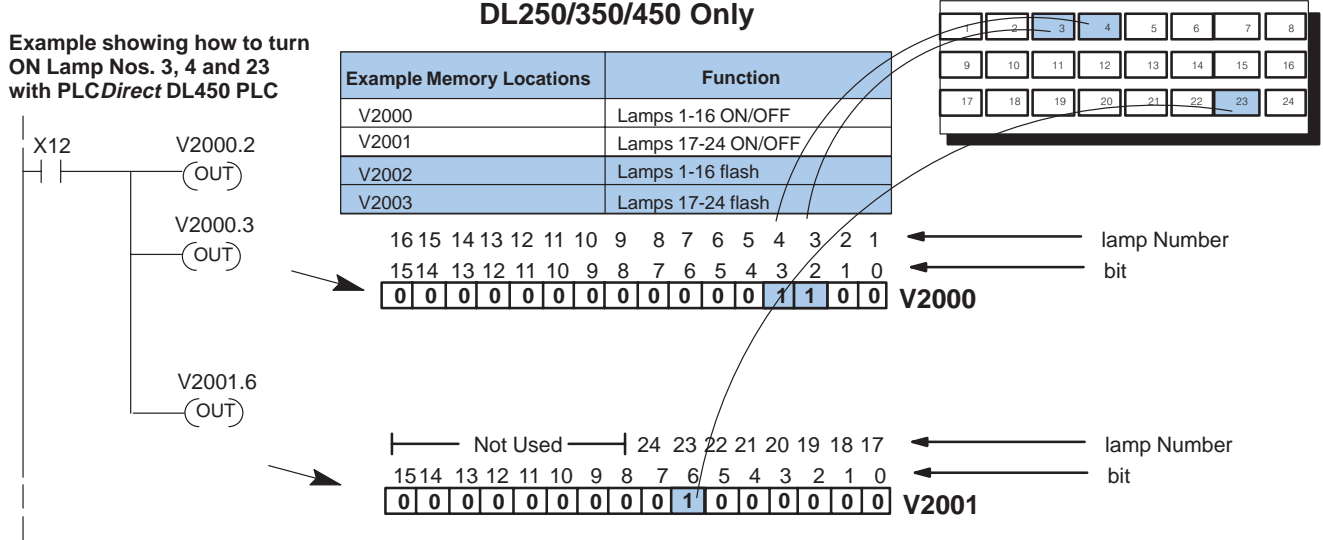 DL250/350/450 Only
Example showing how to turn
ON Lamp Nos. 3, 4 and 23
with PLCDirect DL450 PLC
Example Memory Locations Function
V2000 Lamps 1-16 ON/OFF
V2001 Lamps 17-24 ON/OFF
V2002 Lamps 1-16 flash
V2003 Lamps 17-24 flash
1 2 3 4 5 6 7 8
9 10 11 12 13 14 15 16
17 18 19 20 21 22 23 24
X12 V2000.2
OUT
V2000.3
OUT
V2001.6
OUT
16 15 14 13 12 11 10 9 8 7 6 5 4 3 2 1 lamp Number
15 14 13 12 11 10 9 8 7 6 5 4 3 2 1 0 bit
0 0 0 0 0 0 0 0 0 0 0 0 1 1 0 0 V2000
Not Used 24 23 22 21 20 19 18 17 lamp Number
15 14 13 12 11 10 9 8 7 6 5 4 3 2 1 0 bit
0 0 0 0 0 0 0 0 0 1 0 0 0 0 0 0 V2001